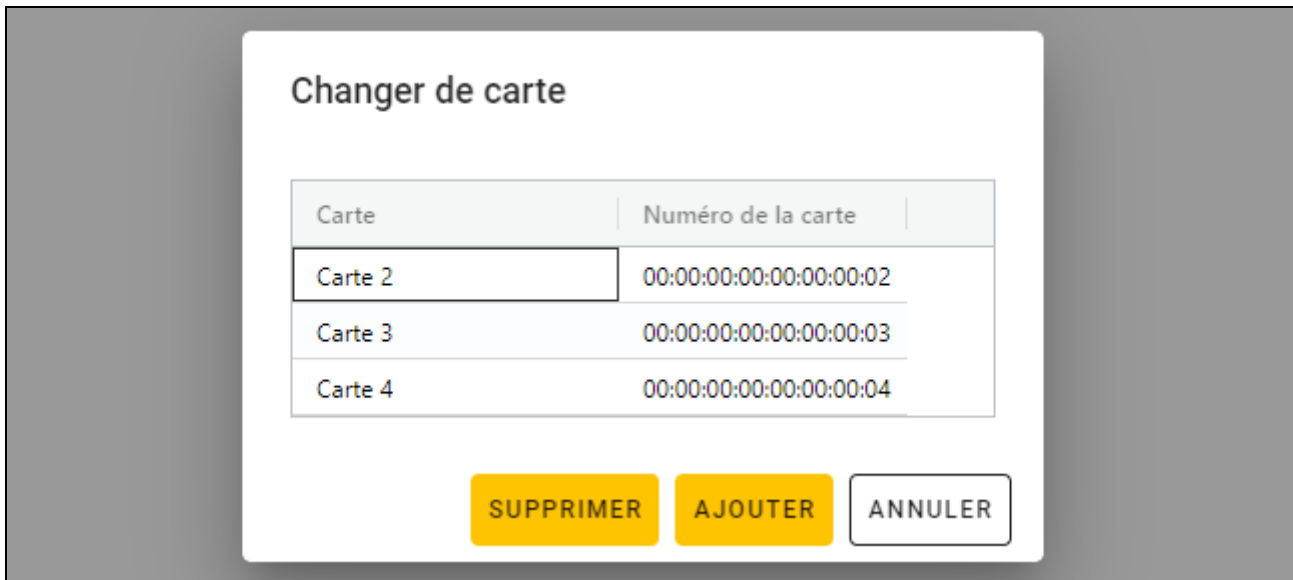 Changer de carte
Carte Numéro de la carte
Carte 2 00:00:00:00:00:00:00:02
Carte 3 00:00:00:00:00:00:00:03
Carte 4 00:00:00:00:00:00:00:04
SUPPRIMER AJOUTER ANNULER